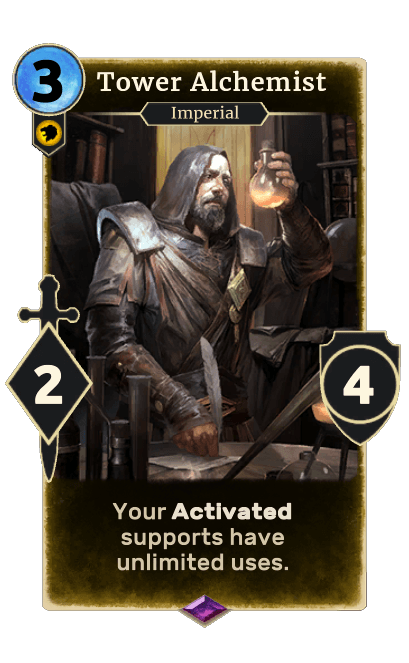 3
Tower Alchemist
Imperial
2
4
Your Activated
supports have
unlimited uses.